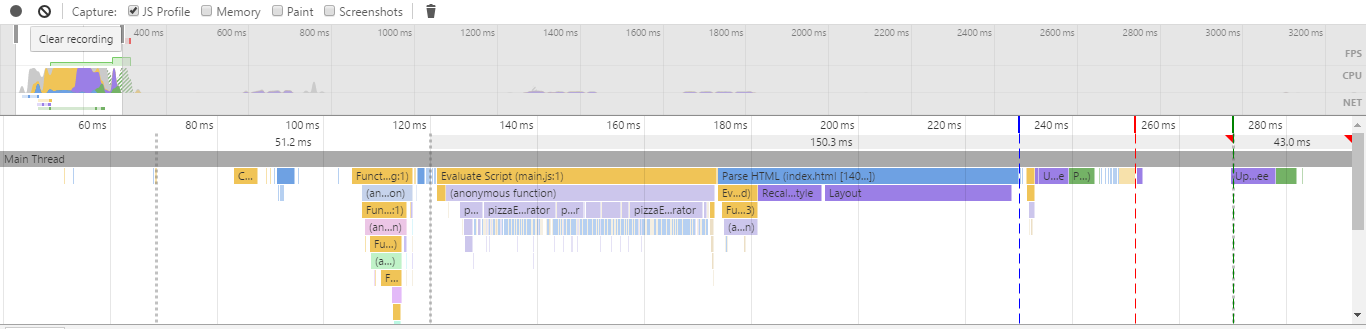 Capture: JS Profile Memory Paint Screenshots
Clear recording
400 ms 600 ms 800 ms 1000 ms 1200 ms 1400 ms 1600 ms 1800 ms 2000 ms 2200 ms 2400 ms 2600 ms 2800 ms 3000 ms 3200 ms
FPS
CPU
NET
60 ms 80 ms 100 ms 120 ms 140 ms 160 ms 180 ms 200 ms 220 ms 240 ms 260 ms 280 ms
51.2 ms 150.3 ms 43.0 ms
Main Thread
C... Funct...g:1) Evaluate Script (main.js:1) Parse HTML (index.html [140...]) U...e P...) Up...ee
(an...on) (anonymous function) Ev...d) Recal...tyle Layout
Fun...:1) p... pizzaE...rator p...r pizzaE...rator Fu...3)
(an...n) (a...n)
Fu...)
(a...)
F...